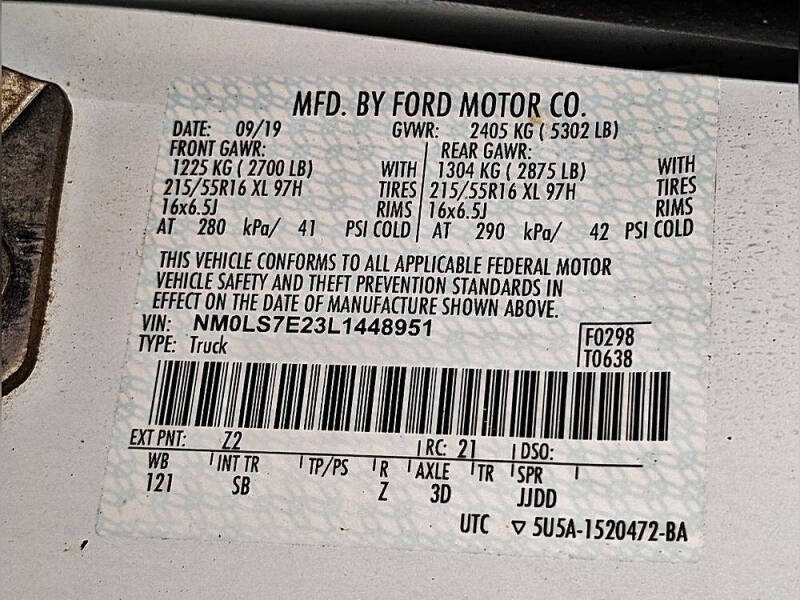 MFD. BY FORD MOTOR CO.
DATE: 09/19 GVWR: 2405 KG ( 5302 LB)
FRONT GAWR: REAR GAWR:
1225 KG ( 2700 LB) WITH 1304 KG ( 2875 LB) WITH
215/55R16 XL 97H TIRES 215/55R16 XL 97H TIRES
16x6.5J RIMS 16x6.5J RIMS
AT 280 kPa/ 41 PSI COLD AT 290 kPa/ 42 PSI COLD
THIS VEHICLE CONFORMS TO ALL APPLICABLE FEDERAL MOTOR
VEHICLE SAFETY AND THEFT PREVENTION STANDARDS IN
EFFECT ON THE DATE OF MANUFACTURE SHOWN ABOVE.
VIN: NM0LS7E23L1448951
TYPE: Truck
F0298
T0638
EXT PNT: Z2 RC: 21 DSO:
WB INT TR TP/PS R AXLE TR SPR
121 SB Z 3D JJDD
UTC ▽ 5U5A-1520472-BA